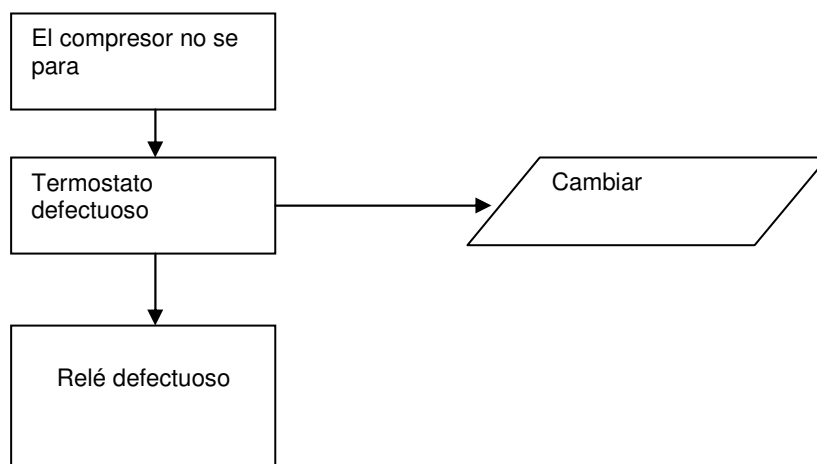 El compresor no se
para
Termostato
defectuoso
Cambiar
Relé defectuoso